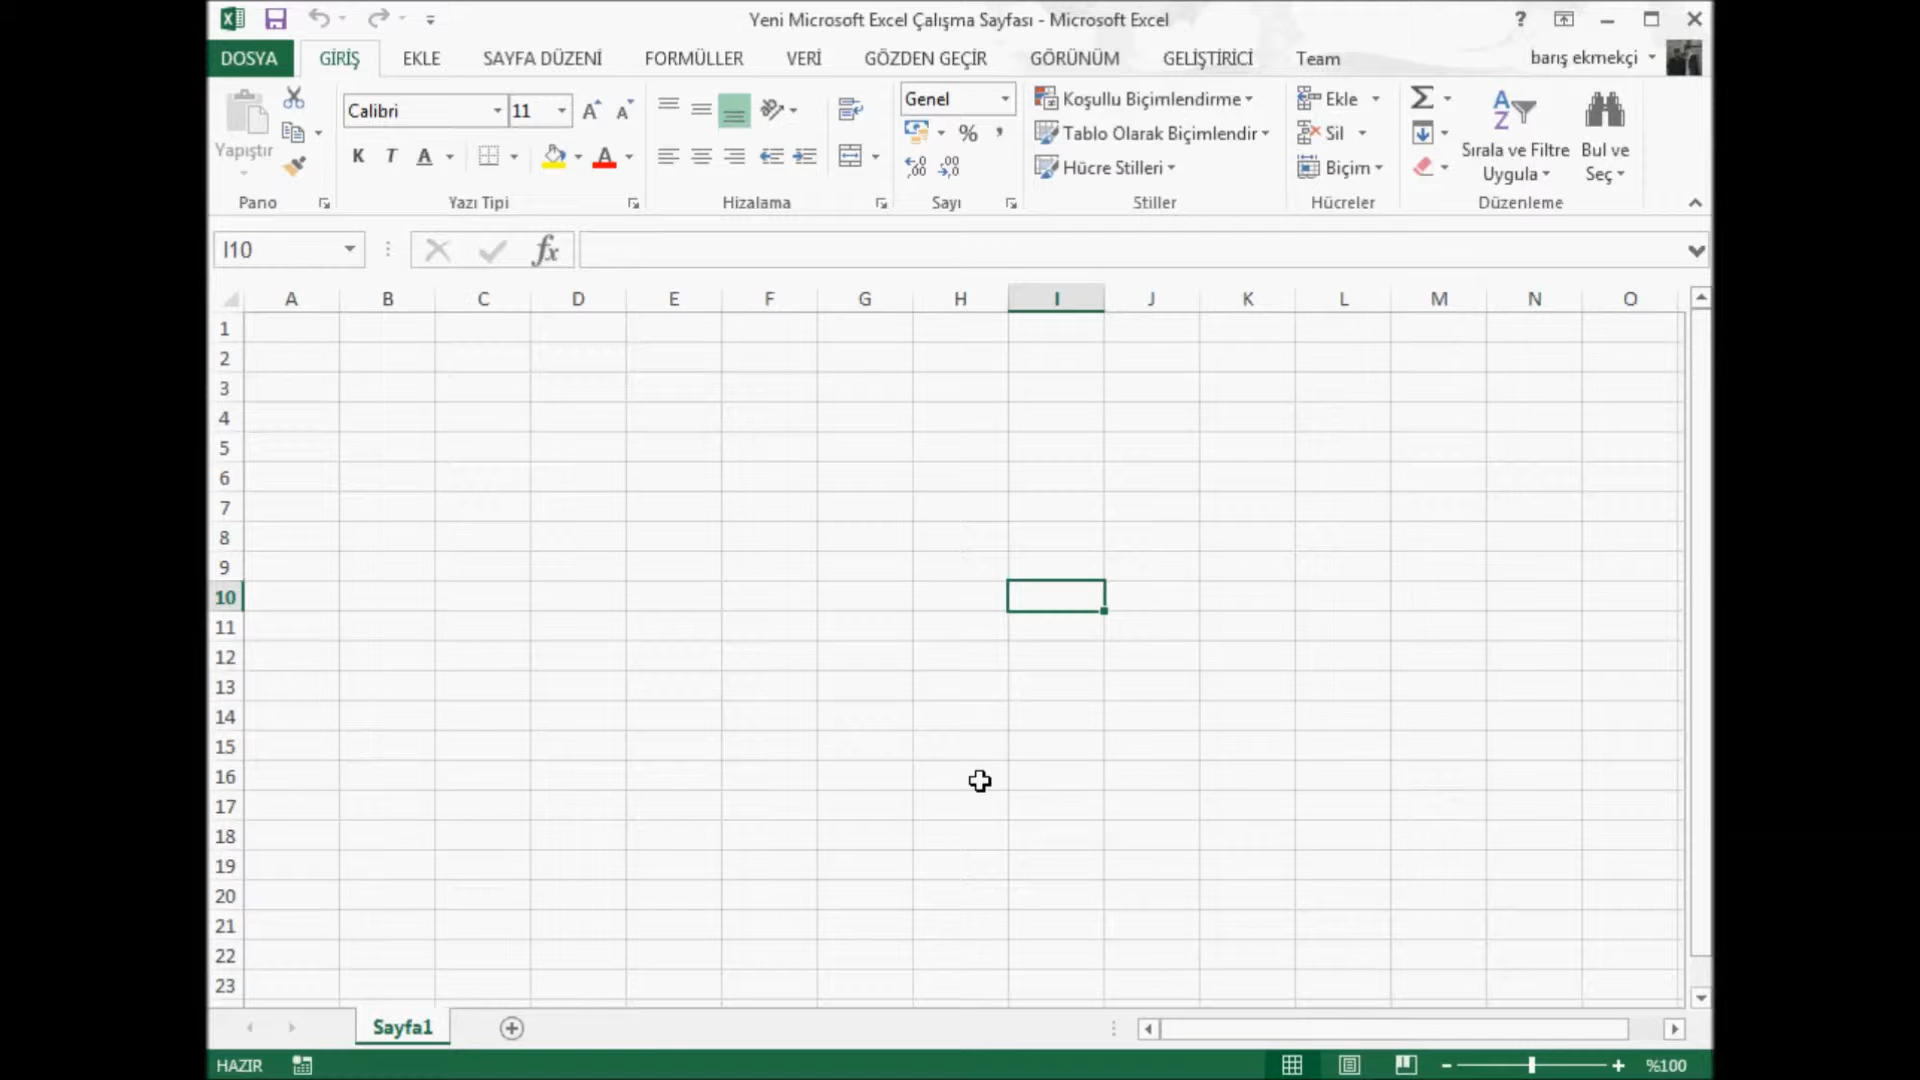 Yeni Microsoft Excel Çalışma Sayfası - Microsoft Excel
?
DOSYA GİRİŞ EKLE SAYFA DÜZENİ FORMÜLLER VERİ GÖZDEN GEÇİR GÖRÜNÜM GELİŞTİRİCİ Team barış ekmekçi
Yapıştır
Pano
Calibri 11
K T A
Yazı Tipi
Hizalama
Genel
%
Sayı
Koşullu Biçimlendirme
Tablo Olarak Biçimlendir
Hücre Stilleri
Stiller
Ekle
Sil
Biçim
Hücreler
Sırala ve Filtre
Uygula
Bul ve
Seç
Düzenleme
I10 fx
A B C D E F G H I J K L M N O
1
2
3
4
5
6
7
8
9
10
11
12
13
14
15
16
17
18
19
20
21
22
23
Sayfa1
HAZIR %100